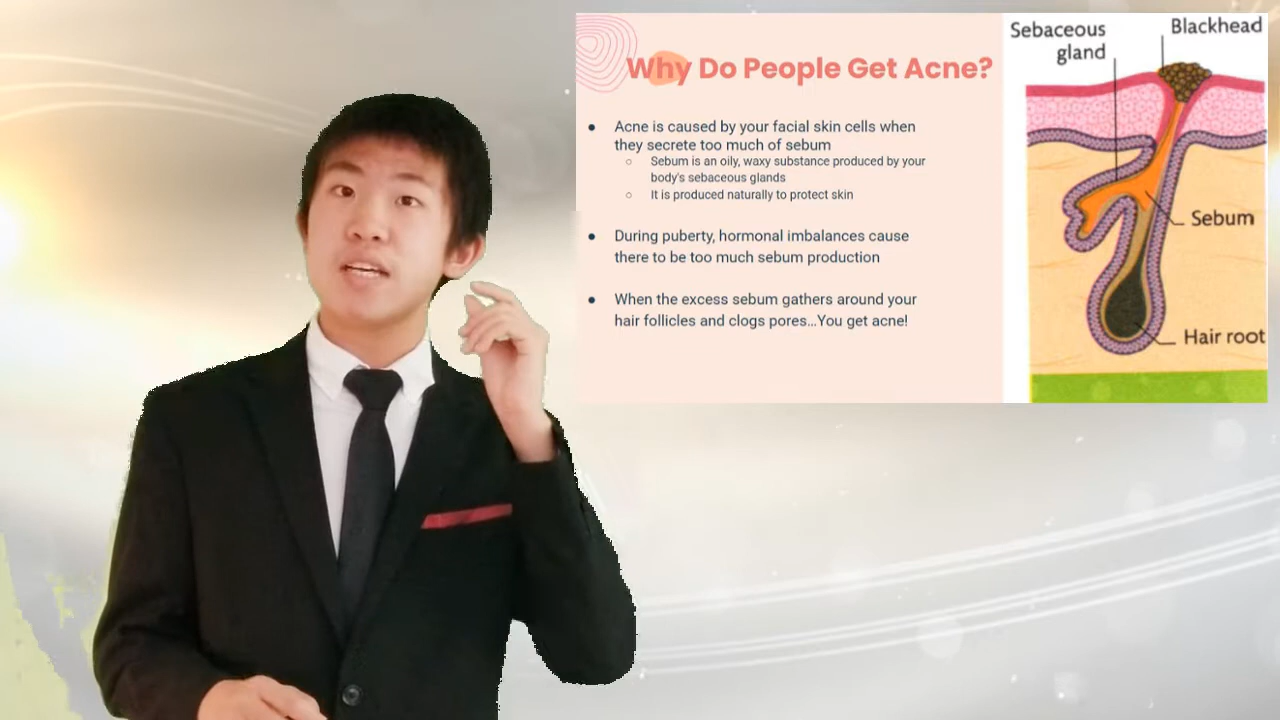 Why Do People Get Acne?
● Acne is caused by your facial skin cells when
they secrete too much of sebum
○ Sebum is an oily, waxy substance produced by your
body's sebaceous glands
○ It is produced naturally to protect skin
● During puberty, hormonal imbalances cause
there to be too much sebum production
● When the excess sebum gathers around your
hair follicles and clogs pores...You get acne!
Sebaceous
gland
Blackhead
Sebum
Hair root